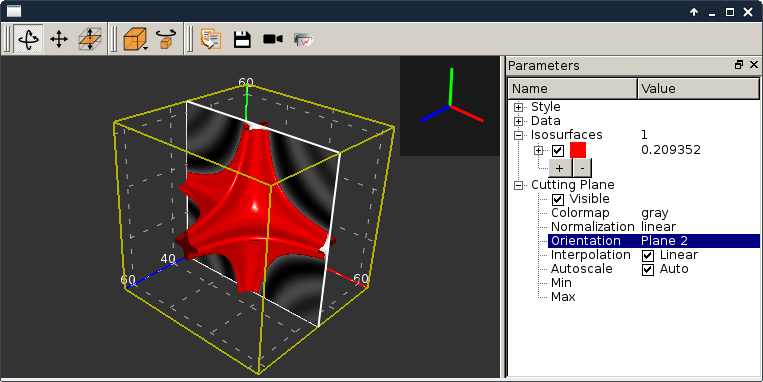 60
40
60
60
Parameters
Name Value
Style
Data
Isosurfaces 1
0.209352
+ -
Cutting Plane
Visible
Colormap gray
Normalization linear
Orientation Plane 2
Interpolation Linear
Autoscale Auto
Min
Max